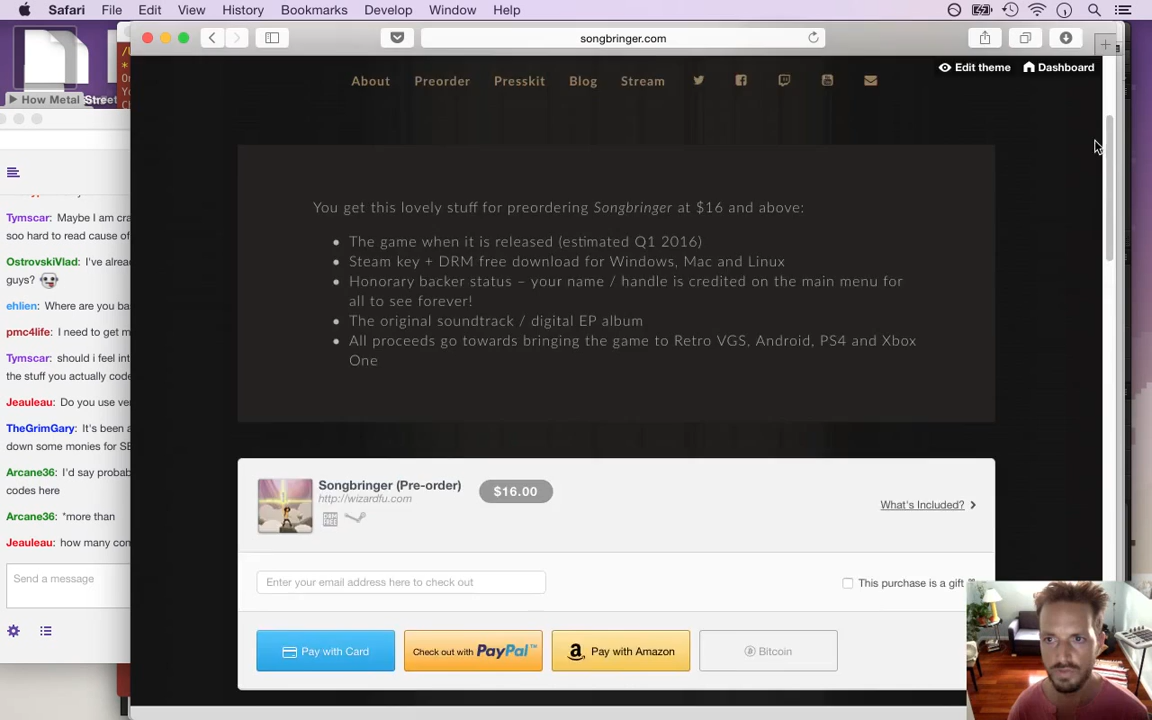 Safari File Edit View History Bookmarks Develop Window Help
songbringer.com
How Metal Street
About Preorder Presskit Blog Stream
Edit theme Dashboard
You get this lovely stuff for preordering Songbringer at $16 and above:
The game when it is released (estimated Q1 2016)
Steam key + DRM free download for Windows, Mac and Linux
Honorary backer status – your name / handle is credited on the main menu for
all to see forever!
The original soundtrack / digital EP album
All proceeds go towards bringing the game to Retro VGS, Android, PS4 and Xbox
One
Songbringer (Pre-order)
http://wizardfu.com
$16.00
What's Included?
Enter your email address here to check out
This purchase is a gift
Pay with Card
Check out with PayPal™
Pay with Amazon
Bitcoin
Tymscar: Maybe I am cra
soo hard to read cause of
OstrovskiVlad: I've alrea
guys?
ehlien: Where are you ba
pmc4life: I need to get m
Tymscar: should i feel int
the stuff you actually code
Jeauleau: Do you use ver
TheGrimGary: It's been a
down some monies for SE
Arcane36: I'd say probab
codes here
Arcane36: *more than
Jeauleau: how many con
Send a message